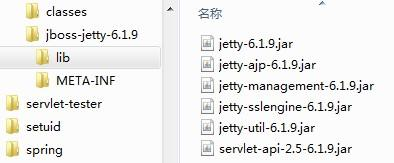 classes
jboss-jetty-6.1.9
lib
META-INF
servlet-tester
setuid
spring
名称
jetty-6.1.9.jar
jetty-ajp-6.1.9.jar
jetty-management-6.1.9.jar
jetty-sslengine-6.1.9.jar
jetty-util-6.1.9.jar
servlet-api-2.5-6.1.9.jar